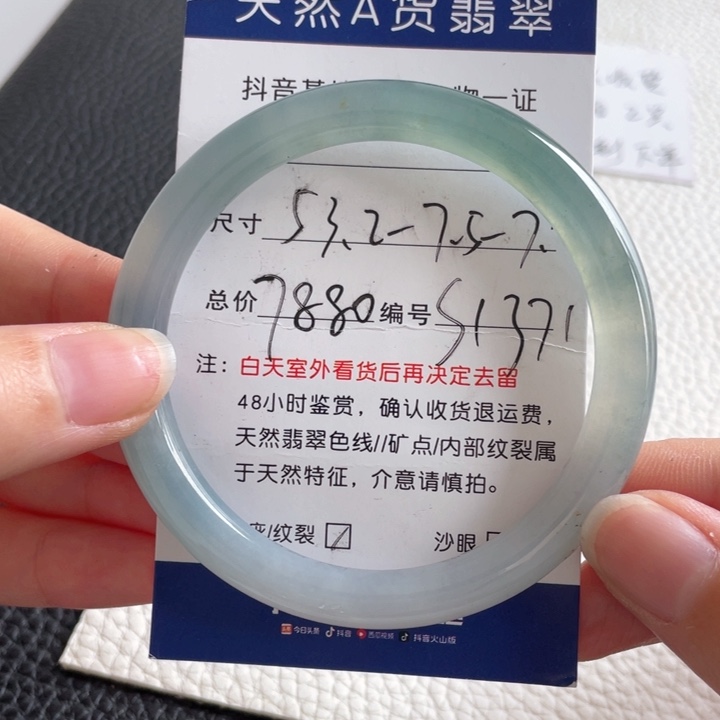 天然A货翡翠
抖音基 物一证
尺寸 53.2-7.5-7.
总价 7880 编号 S1371
注：白天室外看货后再决定去留
48小时鉴赏，确认收货退运费，
天然翡翠色线//矿点/内部纹裂属
于天然特征，介意请慎拍。
纹裂 ☑ 沙眼
今日头条 抖音 西瓜视频 抖音火山版